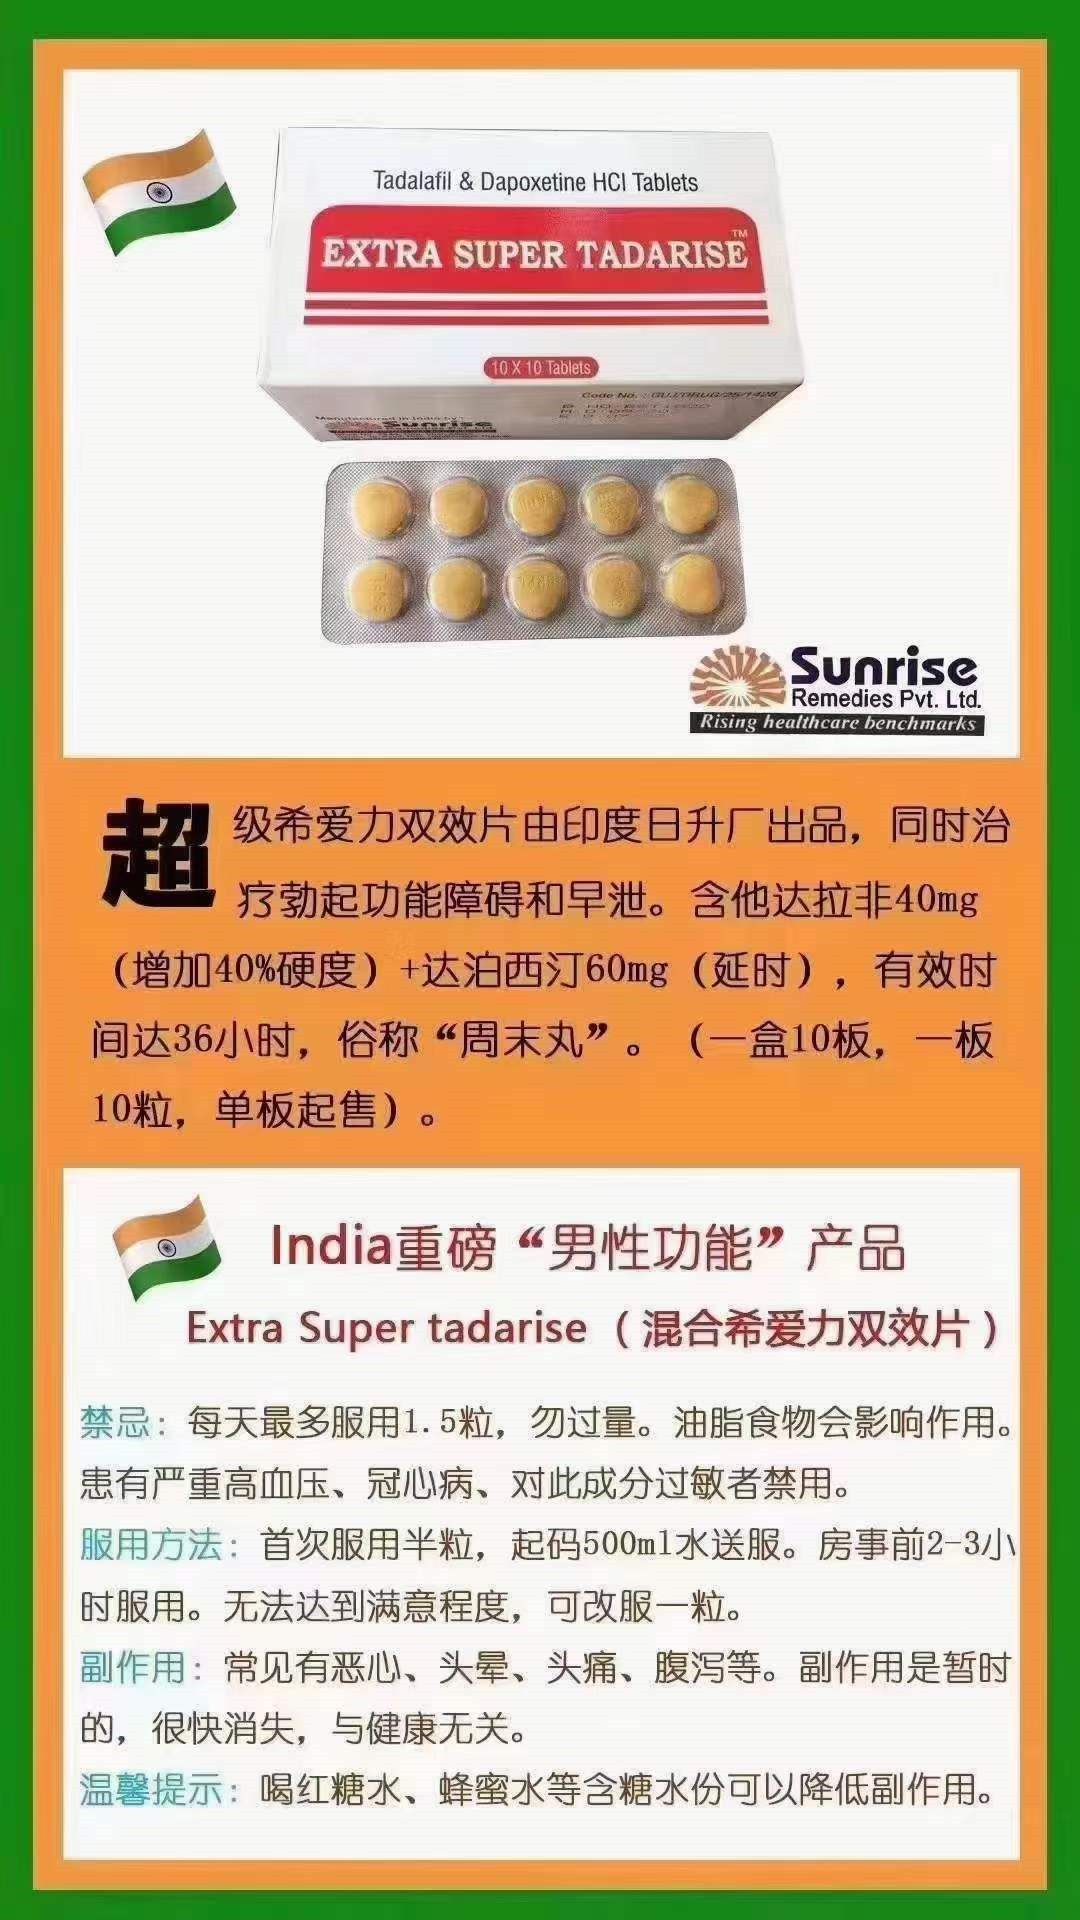 Tadalafil & Dapoxetine HCl Tablets
EXTRA SUPER TADARISE™
10 X 10 Tablets
Code No. : GUJ/DRUG/25/1428
Manufactured in India by:-
Sunrise
Remedies Pvt. Ltd.
Sunrise
Remedies Pvt. Ltd.
Rising healthcare benchmarks
超级希爱力双效片由印度日升厂出品，同时治
疗勃起功能障碍和早泄。含他达拉非40mg
（增加40%硬度）+达泊西汀60mg（延时），有效时
间达36小时，俗称“周末丸”。（一盒10板，一板
10粒，单板起售）。
India重磅“男性功能”产品
Extra Super tadarise（混合希爱力双效片）
禁忌：每天最多服用1.5粒，勿过量。油脂食物会影响作用。
患有严重高血压、冠心病、对此成分过敏者禁用。
服用方法：首次服用半粒，起码500ml水送服。房事前2-3小
时服用。无法达到满意程度，可改服一粒。
副作用：常见有恶心、头晕、头痛、腹泻等。副作用是暂时
的，很快消失，与健康无关。
温馨提示：喝红糖水、蜂蜜水等含糖水份可以降低副作用。